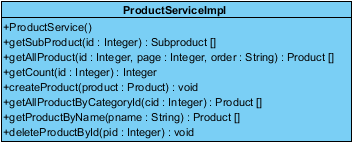 ProductServiceImpl
+ProductService()
+getSubProduct(id : Integer) : Subproduct []
+getAllProduct(id : Integer, page : Integer, order : String) : Product []
+getCount(id : Integer) : Integer
+createProduct(product : Product) : void
+getAllProductByCategoryId(cid : Integer) : Product []
+getProductByName(pname : String) : Product []
+deleteProductById(pid : Integer) : void